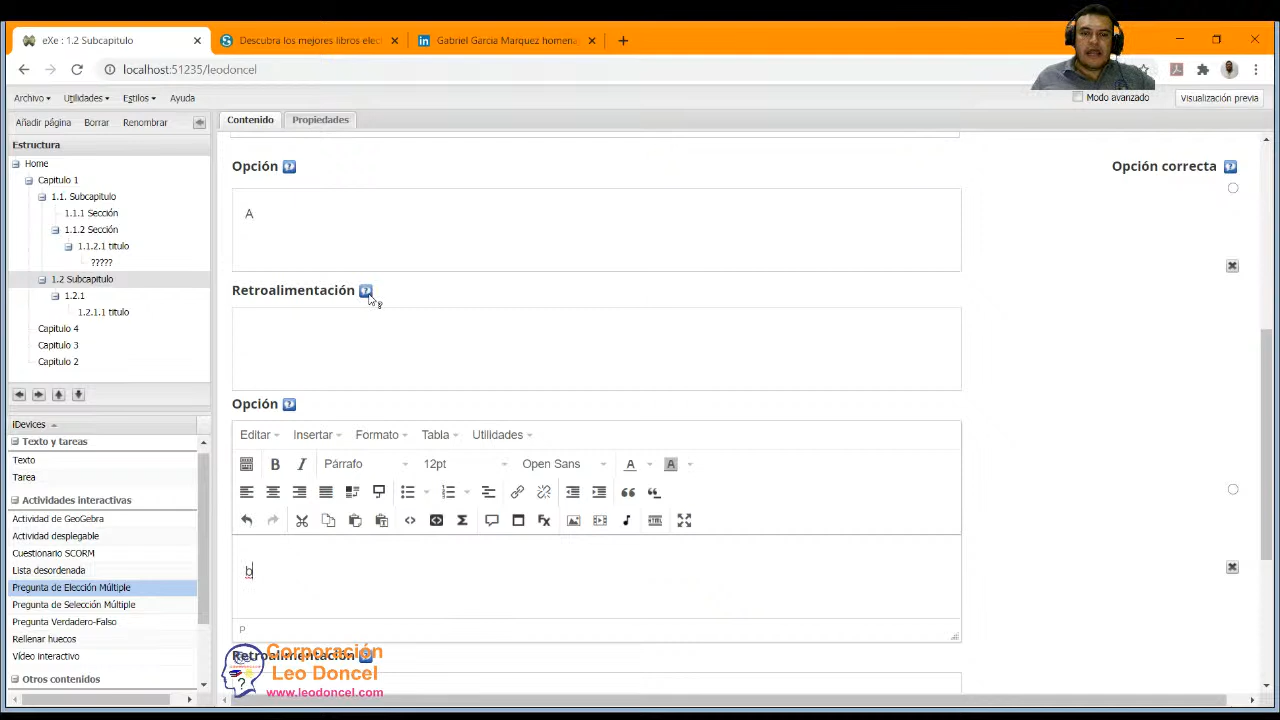 eXe : 1.2 Subcapitulo
Descubra los mejores libros elec
Gabriel Garcia Marquez homena
localhost:51235/leodoncel
Archivo Utilidades Estilos Ayuda
Modo avanzado
Visualización previa
Añadir página Borrar Renombrar
Contenido Propiedades
Estructura
Home
Capitulo 1
1.1. Subcapitulo
1.1.1 Sección
1.1.2 Sección
1.1.2.1 titulo
?????
1.2 Subcapitulo
1.2.1
1.2.1.1 titulo
Capitulo 4
Capitulo 3
Capitulo 2
iDevices
Texto y tareas
Texto
Tarea
Actividades interactivas
Actividad de GeoGebra
Actividad desplegable
Cuestionario SCORM
Lista desordenada
Pregunta de Elección Múltiple
Pregunta de Selección Múltiple
Pregunta Verdadero-Falso
Rellenar huecos
Vídeo interactivo
Otros contenidos
Opción
Opción correcta
A
Retroalimentación
Opción
Editar Insertar Formato Tabla Utilidades
Párrafo 12pt Open Sans
b
P
Retroalimentación
Corporación
Leo Doncel
www.leodoncel.com